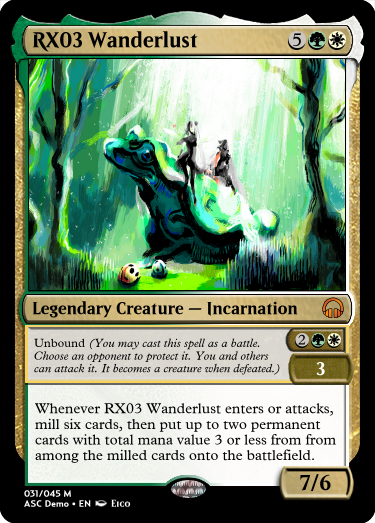 RX03 Wanderlust 5
Legendary Creature — Incarnation
Unbound (You may cast this spell as a battle. 2
Choose an opponent to protect it. You and others
can attack it. It becomes a creature when defeated.) 3
Whenever RX03 Wanderlust enters or attacks,
mill six cards, then put up to two permanent
cards with total mana value 3 or less from from
among the milled cards onto the battlefield.
7/6
031/045 M
ASC Demo • EN Eico